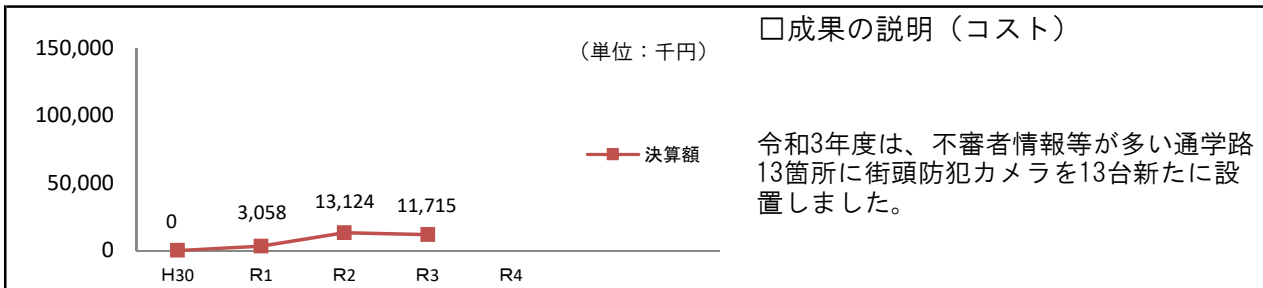 150,000
100,000
50,000
0
（単位：千円）
決算額
0
3,058
13,124
11,715
H30
R1
R2
R3
R4
□成果の説明（コスト）
令和3年度は、不審者情報等が多い通学路
13箇所に街頭防犯カメラを13台新たに設
置しました。